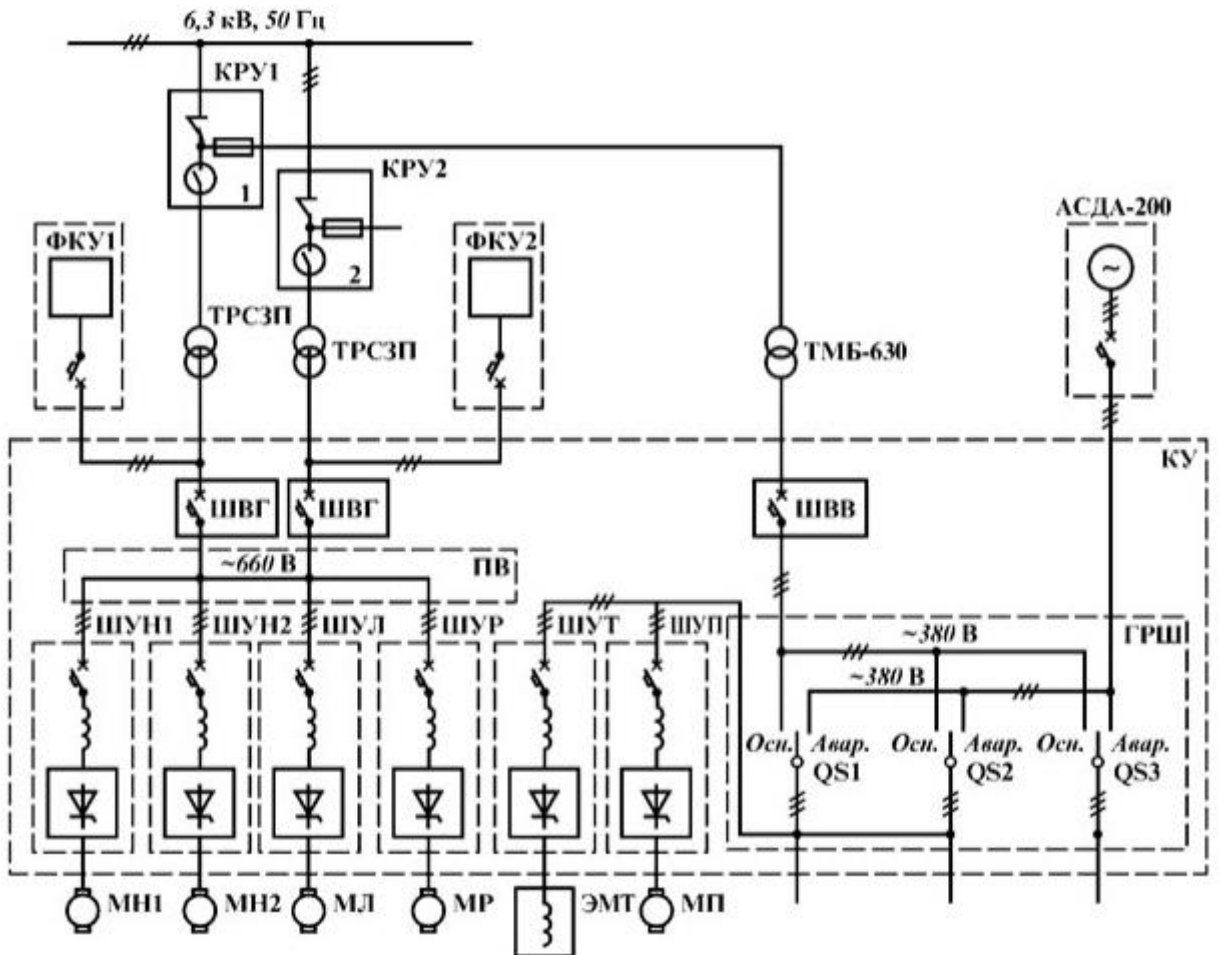 6,3 кВ, 50 Гц
КРУ1
1
КРУ2
2
АСДА-200
~
ФКУ1
ФКУ2
ТРСЗП
ТРСЗП
ТМБ-630
КУ
ШВГ
ШВГ
ШВВ
~660 В
ПВ
ШУН1
ШУН2
ШУЛ
ШУР
ШУТ
ШУП
ГРЩ
~380 В
~380 В
Осн.
Авар.
Осн.
Авар.
Осн.
Авар.
QS1
QS2
QS3
МН1
МН2
МЛ
МР
ЭМТ
МП